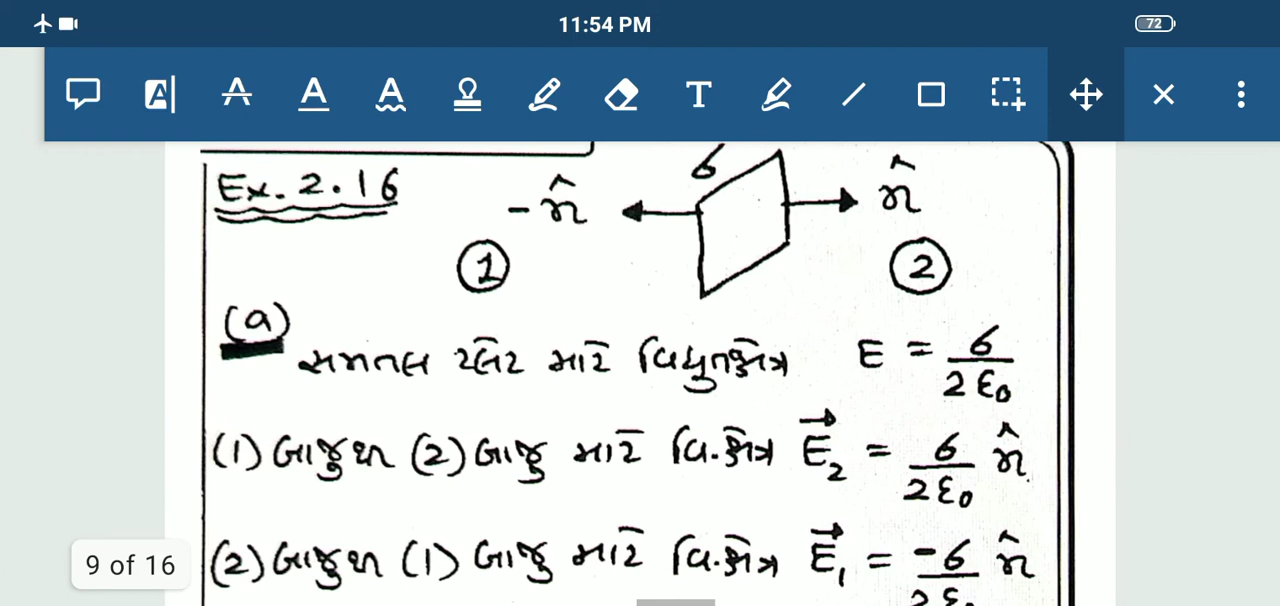 11:54 PM
72
Ex. 2.16
σ
-n̂
n̂
1
2
(a)
સમતલ પ્લેટ માટે વિદ્યુતક્ષેત્ર E = σ/2ε₀
(1) બાજુથી (2) બાજુ માટે વિ.ક્ષેત્ર E⃗₂ = σ/2ε₀ n̂
(2) બાજુથી (1) બાજુ માટે વિ.ક્ષેત્ર E⃗₁ = -σ/2ε₀ n̂
9 of 16